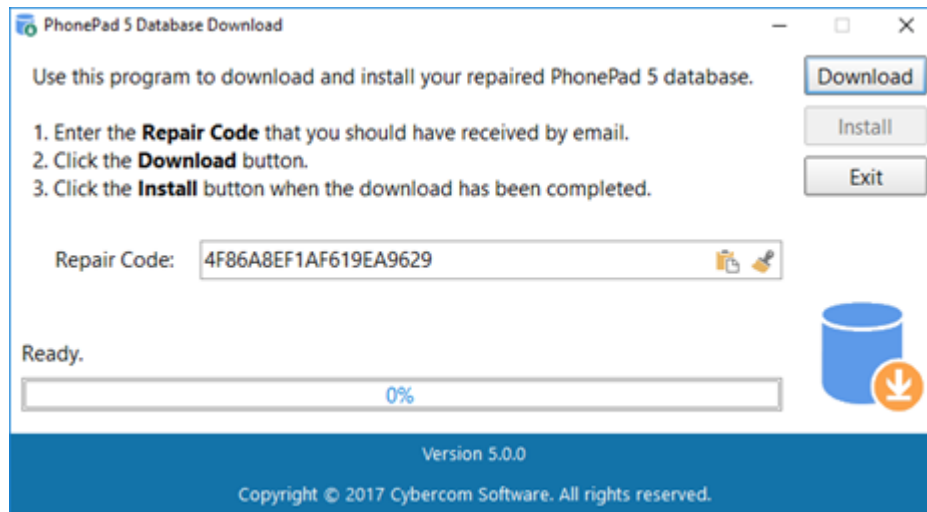 PhonePad 5 Database Download
Use this program to download and install your repaired PhonePad 5 database.
Download
1. Enter the Repair Code that you should have received by email.
Install
2. Click the Download button.
3. Click the Install button when the download has been completed.
Exit
Repair Code: 4F86A8EF1AF619EA9629
Ready.
0%
Version 5.0.0
Copyright © 2017 Cybercom Software. All rights reserved.